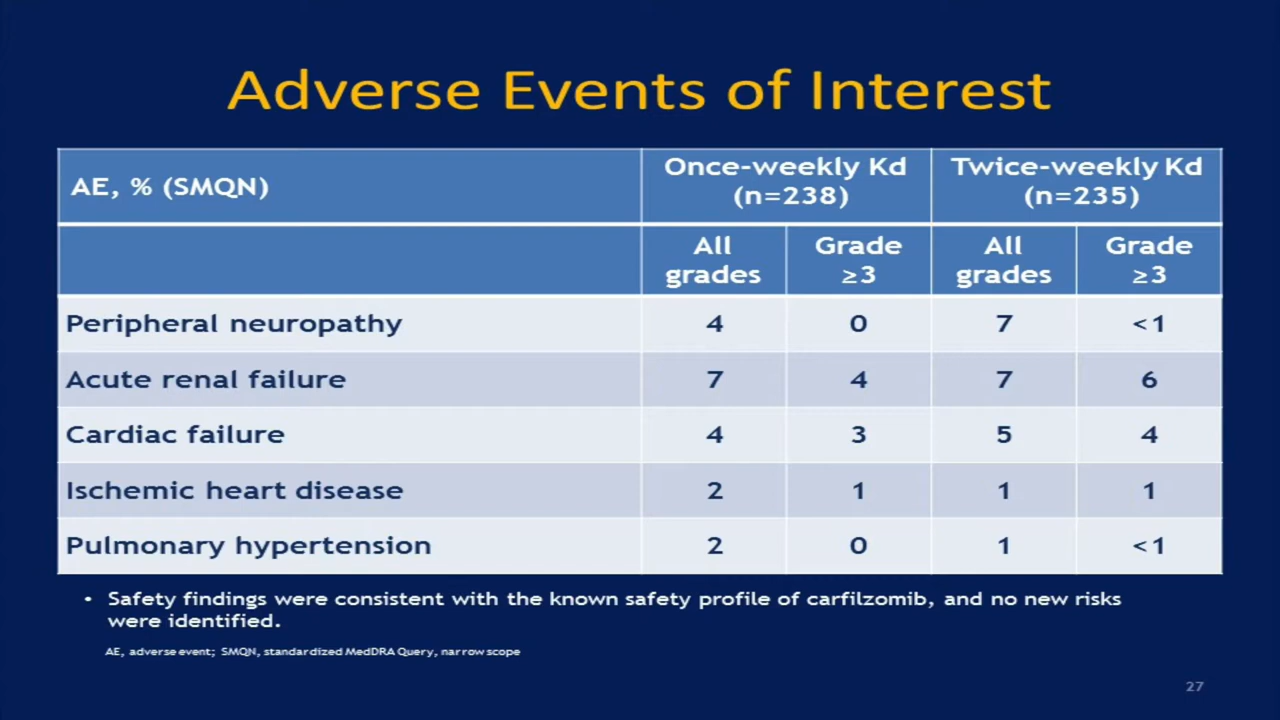 Adverse Events of Interest
AE, % (SMQN)
Once-weekly Kd
(n=238)
Twice-weekly Kd
(n=235)
All
grades
Grade
≥3
All
grades
Grade
≥3
Peripheral neuropathy 4 0 7 <1
Acute renal failure 7 4 7 6
Cardiac failure 4 3 5 4
Ischemic heart disease 2 1 1 1
Pulmonary hypertension 2 0 1 <1
• Safety findings were consistent with the known safety profile of carfilzomib, and no new risks
were identified.
AE, adverse event; SMQN, standardized MedDRA Query, narrow scope
27